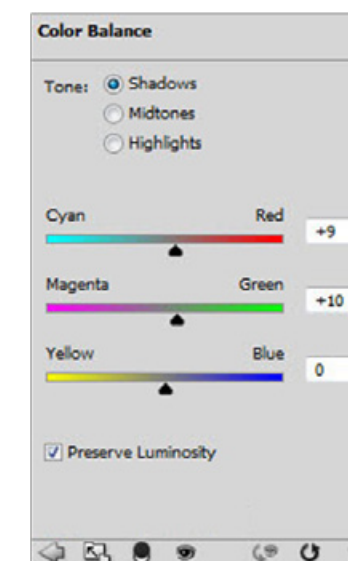 Color Balance
Tone: Shadows
Midtones
Highlights
Cyan Red +9
Magenta Green +10
Yellow Blue 0
Preserve Luminosity